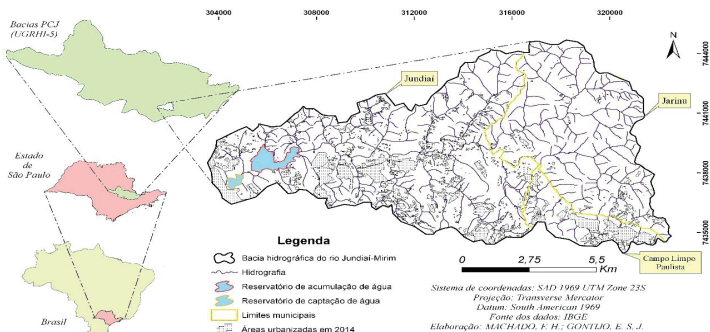 Bacias PCJ
(UGRHI-5)
Estado
de
São Paulo
Brasil
304000
308000
312000
316000
320000
N
7444000
7441000
7438000
7435000
Jundiaí
Jarinu
Campo Limpo
Paulista
Legenda
Bacia hidrográfica do rio Jundiaí-Mirim
Hidrografia
Reservatório de acumulação de água
Reservatório de captação de água
Limites municipais
Áreas urbanizadas em 2014
0
2,75
5,5
Km
Sistema de coordenadas: SAD 1969 UTM Zone 23S
Projeção: Transverse Mercator
Datum: South American 1969
Fonte dos dados: IBGE
Elaboração: MACHADO, F. H.; GONTIJO, E. S. J.